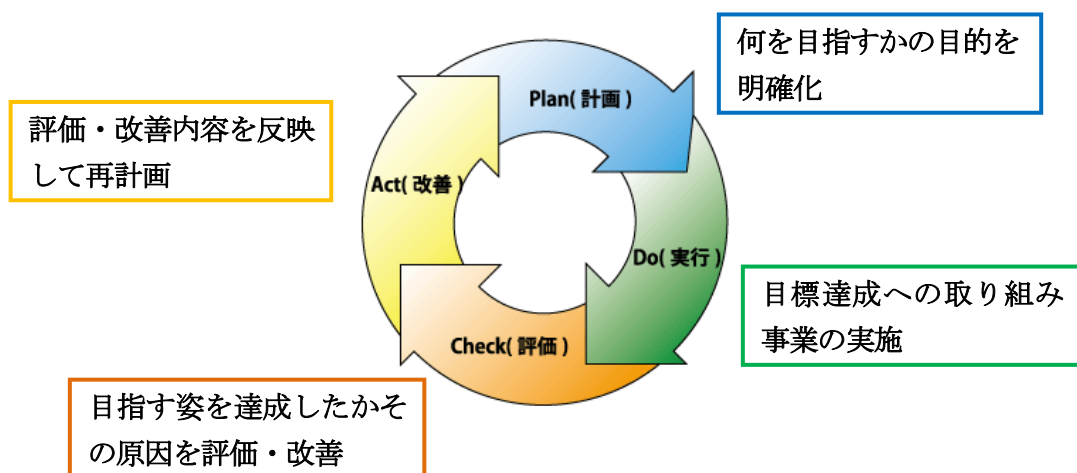 何を目指すかの目的を
明確化
Plan( 計画 )
評価・改善内容を反映
して再計画
Act( 改善 )
Do( 実行 )
目標達成への取り組み
事業の実施
Check( 評価 )
目指す姿を達成したかそ
の原因を評価・改善